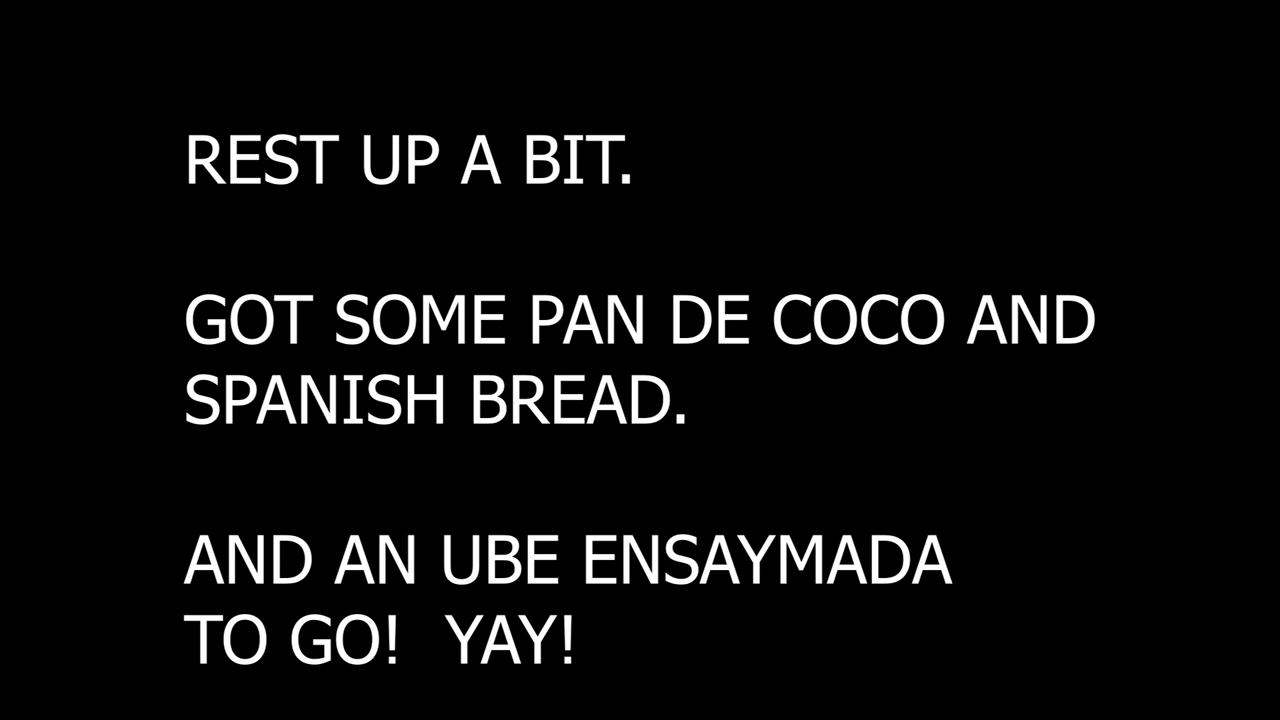 REST UP A BIT.
GOT SOME PAN DE COCO AND
SPANISH BREAD.
AND AN UBE ENSAYMADA
TO GO!  YAY!